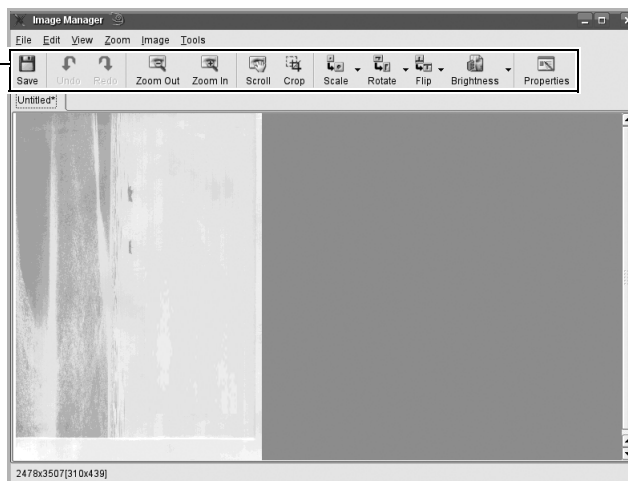 Image Manager
File Edit View Zoom Image Tools
Save Undo Redo Zoom Out Zoom In Scroll Crop Scale Rotate Flip Brightness Properties
Untitled*
2478x3507[310x439]